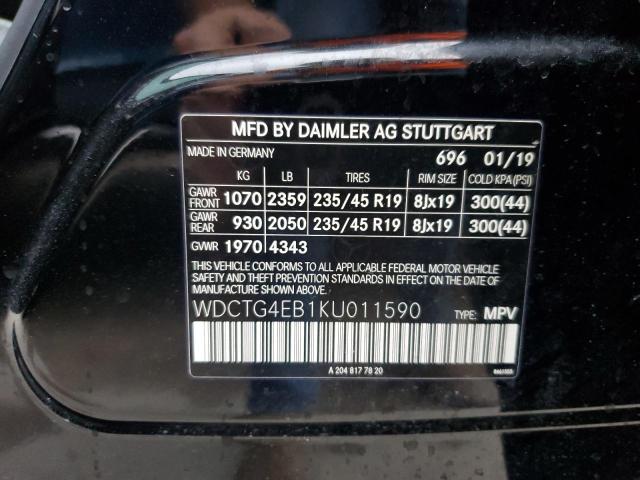 MFD BY DAIMLER AG STUTTGART
MADE IN GERMANY 696 01/19
KG LB TIRES RIM SIZE COLD KPA(PSI)
GAWR FRONT 1070 2359 235/45 R19 8Jx19 300(44)
GAWR REAR 930 2050 235/45 R19 8Jx19 300(44)
GVWR 1970 4343
THIS VEHICLE CONFORMS TO ALL APPLICABLE FEDERAL MOTOR VEHICLE
SAFETY AND THEFT PREVENTION STANDARDS IN EFFECT ON THE DATE OF
MANUFACTURE SHOWN ABOVE.
WDCTG4EB1KU011590 TYPE: MPV
A 204 817 78 20